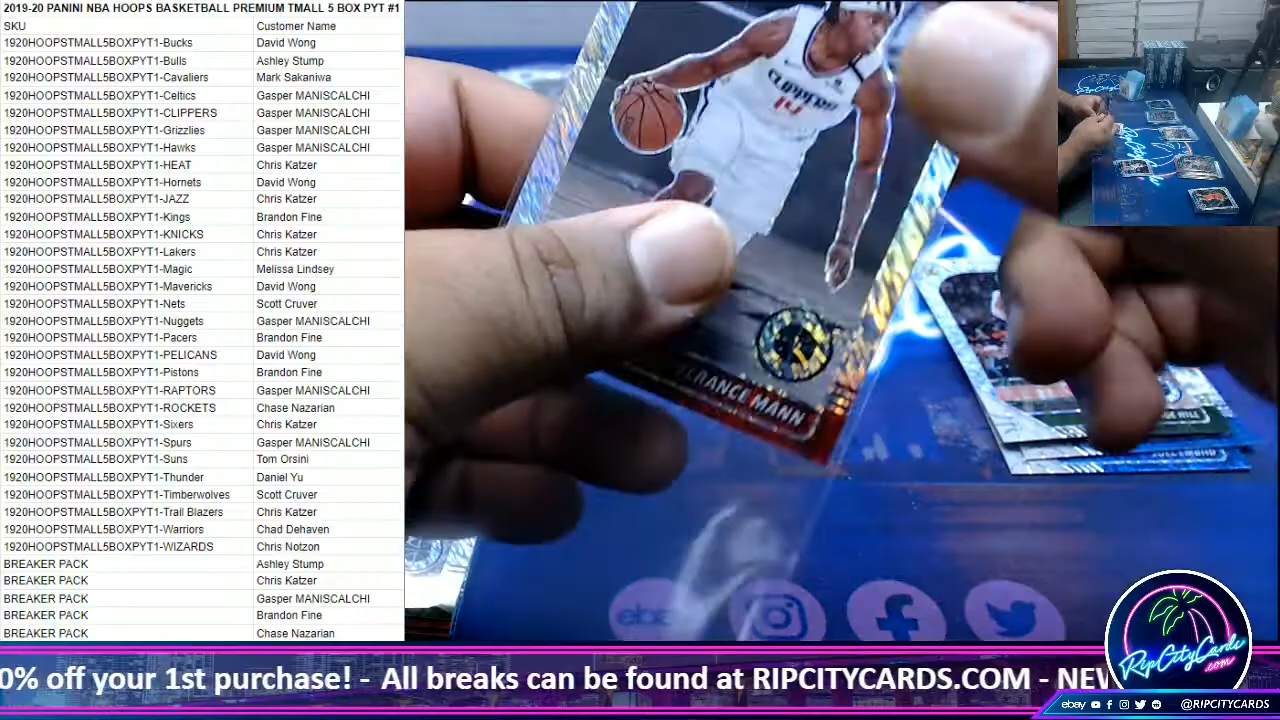 2019-20 PANINI NBA HOOPS BASKETBALL PREMIUM TMALL 5 BOX PYT #1
SKU Customer Name
1920HOOPSTMALL5BOXPYT1-Bucks David Wong
1920HOOPSTMALL5BOXPYT1-Bulls Ashley Stump
1920HOOPSTMALL5BOXPYT1-Cavaliers Mark Sakaniwa
1920HOOPSTMALL5BOXPYT1-Celtics Gasper MANISCALCHI
1920HOOPSTMALL5BOXPYT1-CLIPPERS Gasper MANISCALCHI
1920HOOPSTMALL5BOXPYT1-Grizzlies Gasper MANISCALCHI
1920HOOPSTMALL5BOXPYT1-Hawks Gasper MANISCALCHI
1920HOOPSTMALL5BOXPYT1-HEAT Chris Katzer
1920HOOPSTMALL5BOXPYT1-Hornets David Wong
1920HOOPSTMALL5BOXPYT1-JAZZ Chris Katzer
1920HOOPSTMALL5BOXPYT1-Kings Brandon Fine
1920HOOPSTMALL5BOXPYT1-KNICKS Chris Katzer
1920HOOPSTMALL5BOXPYT1-Lakers Chris Katzer
1920HOOPSTMALL5BOXPYT1-Magic Melissa Lindsey
1920HOOPSTMALL5BOXPYT1-Mavericks David Wong
1920HOOPSTMALL5BOXPYT1-Nets Scott Cruver
1920HOOPSTMALL5BOXPYT1-Nuggets Gasper MANISCALCHI
1920HOOPSTMALL5BOXPYT1-Pacers Brandon Fine
1920HOOPSTMALL5BOXPYT1-PELICANS David Wong
1920HOOPSTMALL5BOXPYT1-Pistons Brandon Fine
1920HOOPSTMALL5BOXPYT1-RAPTORS Gasper MANISCALCHI
1920HOOPSTMALL5BOXPYT1-ROCKETS Chase Nazarian
1920HOOPSTMALL5BOXPYT1-Sixers Chris Katzer
1920HOOPSTMALL5BOXPYT1-Spurs Gasper MANISCALCHI
1920HOOPSTMALL5BOXPYT1-Suns Tom Orsini
1920HOOPSTMALL5BOXPYT1-Thunder Daniel Yu
1920HOOPSTMALL5BOXPYT1-Timberwolves Scott Cruver
1920HOOPSTMALL5BOXPYT1-Trail Blazers Chris Katzer
1920HOOPSTMALL5BOXPYT1-Warriors Chad Dehaven
1920HOOPSTMALL5BOXPYT1-WIZARDS Chris Notzon
BREAKER PACK Ashley Stump
BREAKER PACK Chris Katzer
BREAKER PACK Gasper MANISCALCHI
BREAKER PACK Brandon Fine
BREAKER PACK Chase Nazarian
CLIPPERS
14
TERANCE MANN
ebay
RipCityCards
.com
0% off your 1st purchase! - All breaks can be found at RIPCITYCARDS.COM - NEW
ebay @RIPCITYCARDS